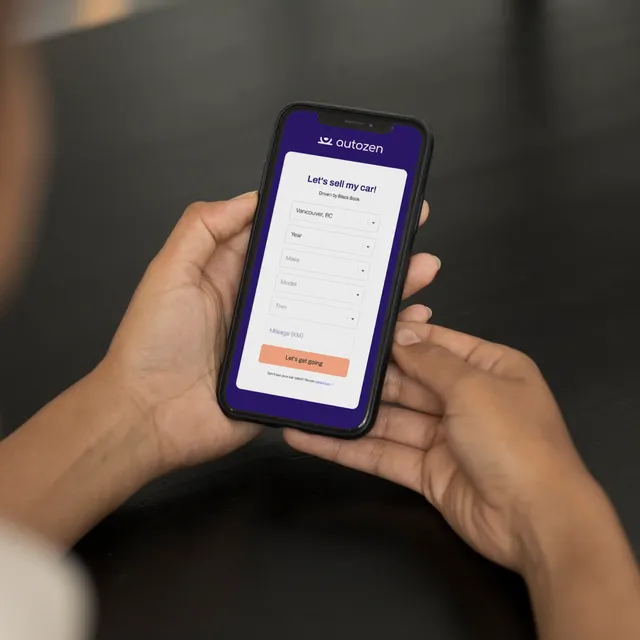 autozen
Let's sell my car!
Driven by Black Book
Vancouver, BC
Year
Make
Model
Trim
Mileage (KM)
Let's get going